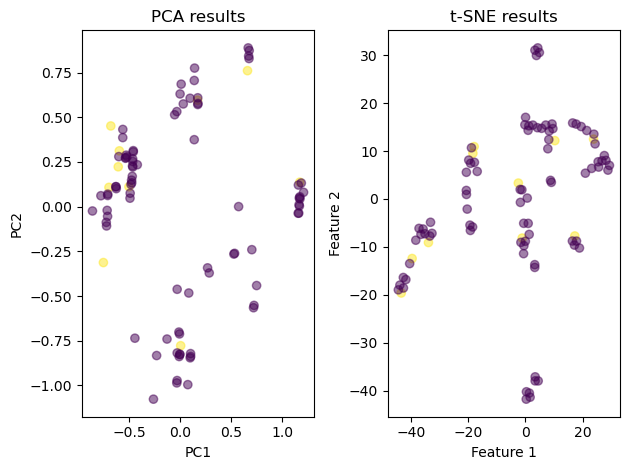 PCA results
0.75
0.50
0.25
0.00
−0.25
−0.50
−0.75
−1.00
PC2
−0.5 0.0 0.5 1.0
PC1
t-SNE results
30
20
10
0
−10
−20
−30
−40
Feature 2
−40 −20 0 20
Feature 1